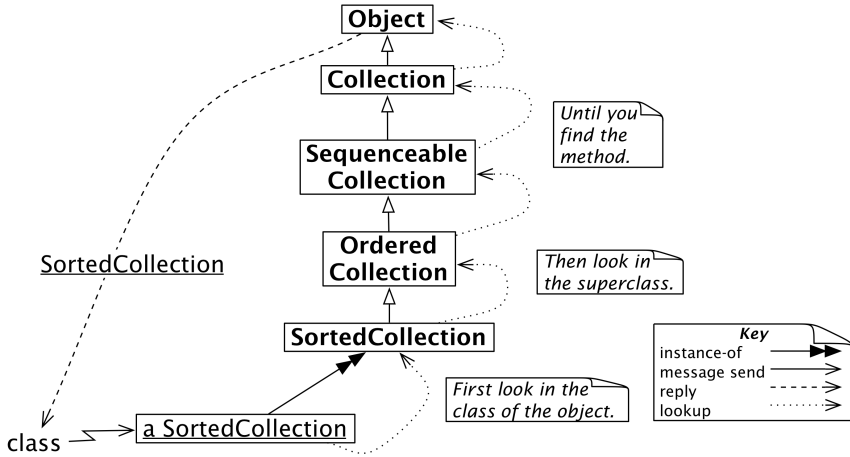 Object
Collection
Until you
find the
method.
Sequenceable
Collection
Ordered
Collection
SortedCollection
Then look in
the superclass.
SortedCollection
Key
instance-of
message send
reply
lookup
First look in the
class of the object.
a SortedCollection
class